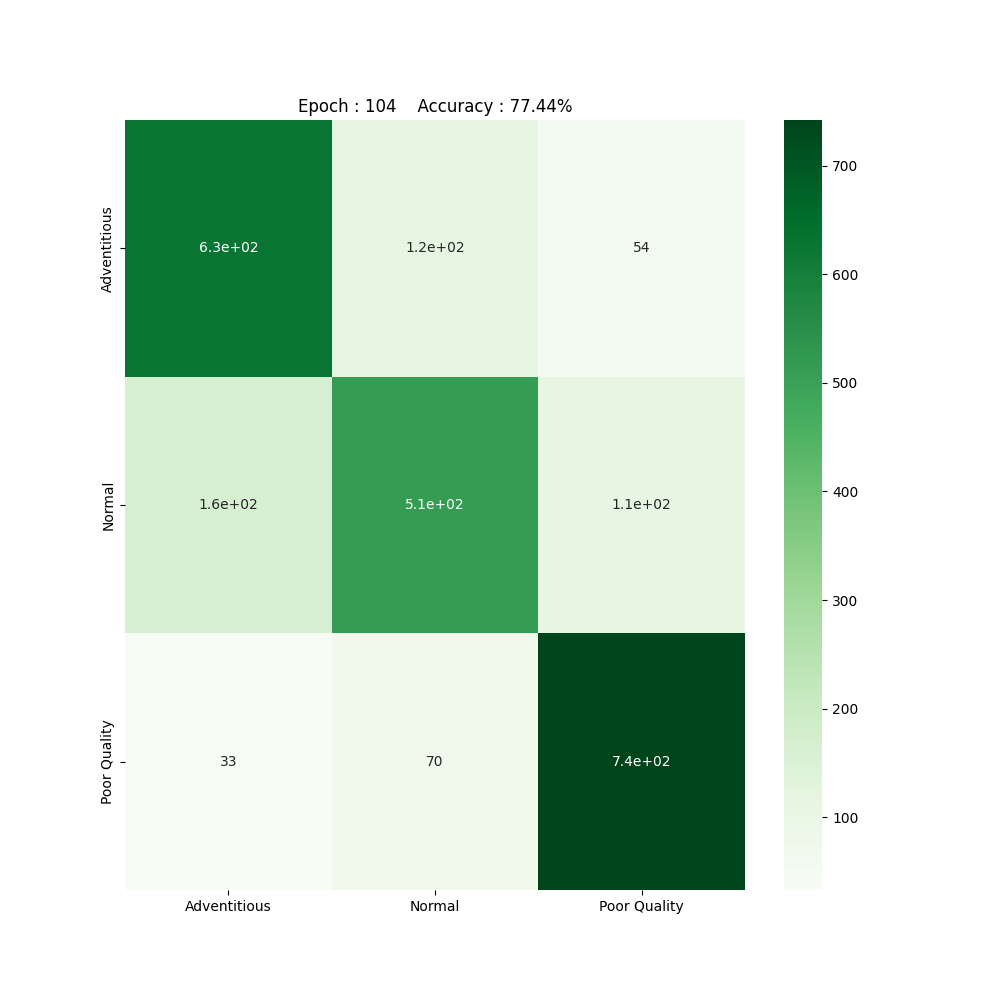 Epoch : 104    Accuracy : 77.44%
Adventitious
6.3e+02 1.2e+02 54
Normal
1.6e+02 5.1e+02 1.1e+02
Poor Quality
33 70 7.4e+02
Adventitious Normal Poor Quality
700
600
500
400
300
200
100